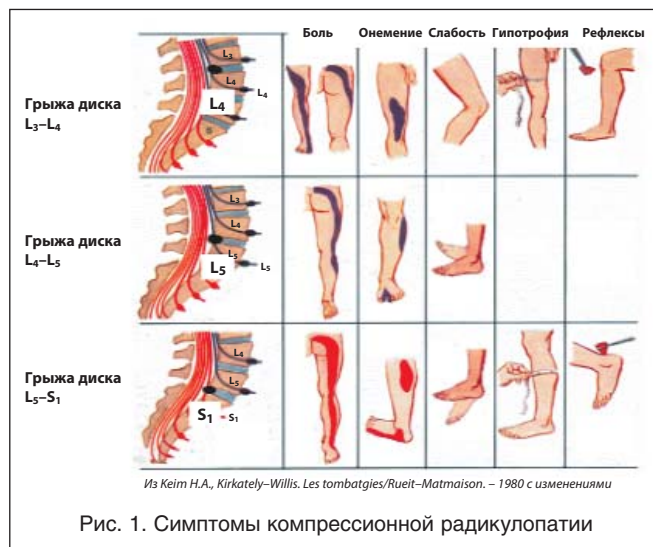 Боль Онемение Слабость Гипотрофия Рефлексы
Грыжа диска
L3–L4
L3
L4
L4
L4
S
Грыжа диска
L4–L5
L3
L4
L5
L5
L5
Грыжа диска
L5–S1
L4
L5
S1
S1
Из Keim H.A., Kirkately–Willis. Les tombatgies/Rueit–Matmaison. – 1980 с изменениями
Рис. 1. Симптомы компрессионной радикулопатии